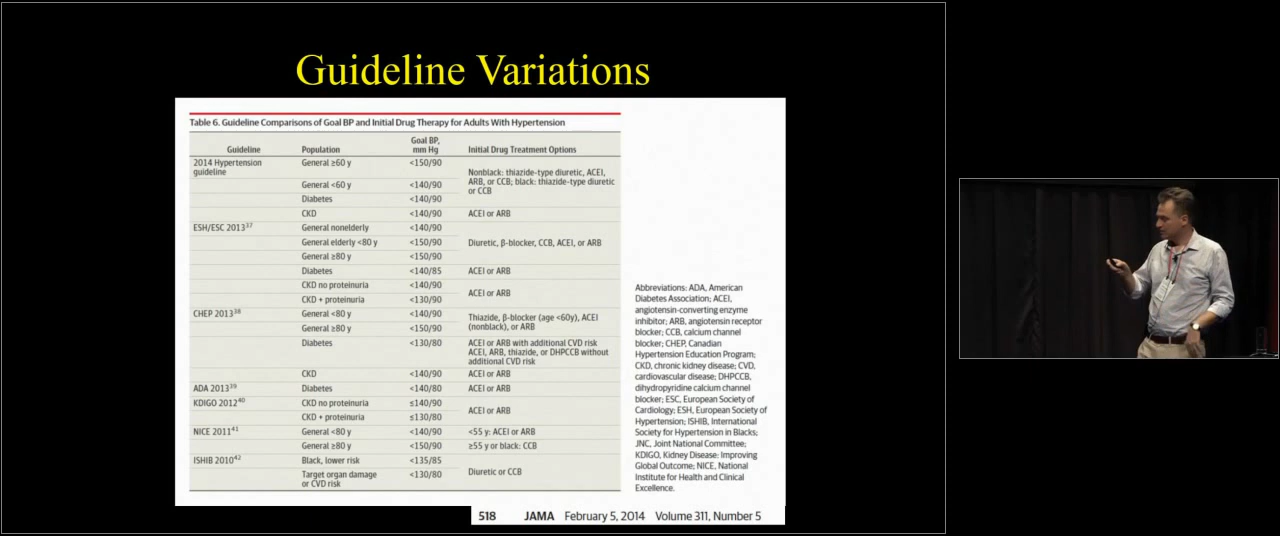 Guideline Variations
Table 6. Guideline Comparisons of Goal BP and Initial Drug Therapy for Adults With Hypertension
Guideline Population Goal BP, mm Hg Initial Drug Treatment Options
2014 Hypertension guideline General ≥60 y <150/90 Nonblack: thiazide-type diuretic, ACEI, ARB, or CCB; black: thiazide-type diuretic or CCB
General <60 y <140/90
Diabetes <140/90
CKD <140/90 ACEI or ARB
ESH/ESC 2013³⁷ General nonelderly <140/90 Diuretic, β-blocker, CCB, ACEI, or ARB
General elderly <80 y <150/90
General ≥80 y <150/90
Diabetes <140/85 ACEI or ARB
CKD no proteinuria <140/90 ACEI or ARB
CKD + proteinuria <130/90
CHEP 2013³⁸ General <80 y <140/90 Thiazide, β-blocker (age <60y), ACEI (nonblack), or ARB
General ≥80 y <150/90
Diabetes <130/80 ACEI or ARB with additional CVD risk ACEI, ARB, thiazide, or DHPCCB without additional CVD risk
CKD <140/90 ACEI or ARB
ADA 2013³⁹ Diabetes <140/80 ACEI or ARB
KDIGO 2012⁴⁰ CKD no proteinuria ≤140/90 ACEI or ARB
CKD + proteinuria ≤130/80
NICE 2011⁴¹ General <80 y <140/90 <55 y: ACEI or ARB
General ≥80 y <150/90 ≥55 y or black: CCB
ISHIB 2010⁴² Black, lower risk <135/85 Diuretic or CCB
Target organ damage or CVD risk <130/80
Abbreviations: ADA, American
Diabetes Association; ACEI,
angiotensin-converting enzyme
inhibitor; ARB, angiotensin receptor
blocker; CCB, calcium channel
blocker; CHEP, Canadian
Hypertension Education Program;
CKD, chronic kidney disease; CVD,
cardiovascular disease; DHPCCB,
dihydropyridine calcium channel
blocker; ESC, European Society of
Cardiology; ESH, European Society of
Hypertension; ISHIB, International
Society for Hypertension in Blacks;
JNC, Joint National Committee;
KDIGO, Kidney Disease: Improving
Global Outcome; NICE, National
Institute for Health and Clinical
Excellence.
518 JAMA February 5, 2014 Volume 311, Number 5